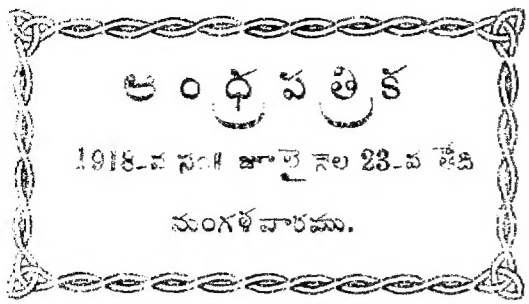 ఆంధ్రపత్రిక
1918-వ సం॥ జూలై నెల 23-వ తేది
మంగళవారము.